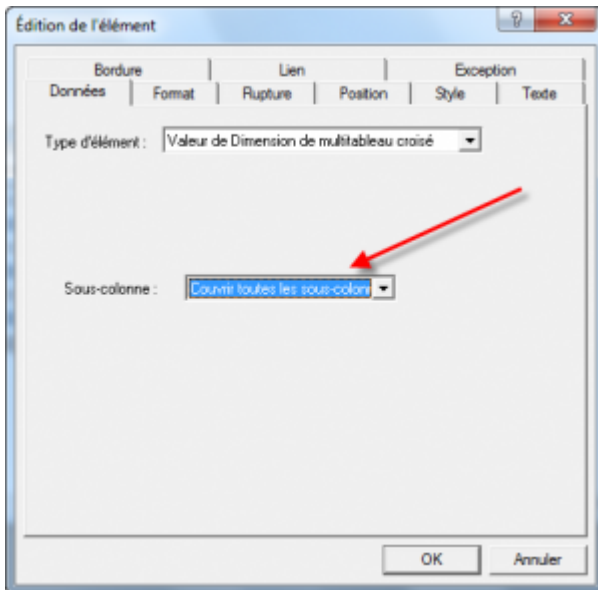 Édition de l'élément
Bordure Lien Exception
Données Format Rupture Position Style Texte
Type d'élément : Valeur de Dimension de multitableau croisé
Sous-colonne : Couvrir toutes les sous-colonn
OK Annuler